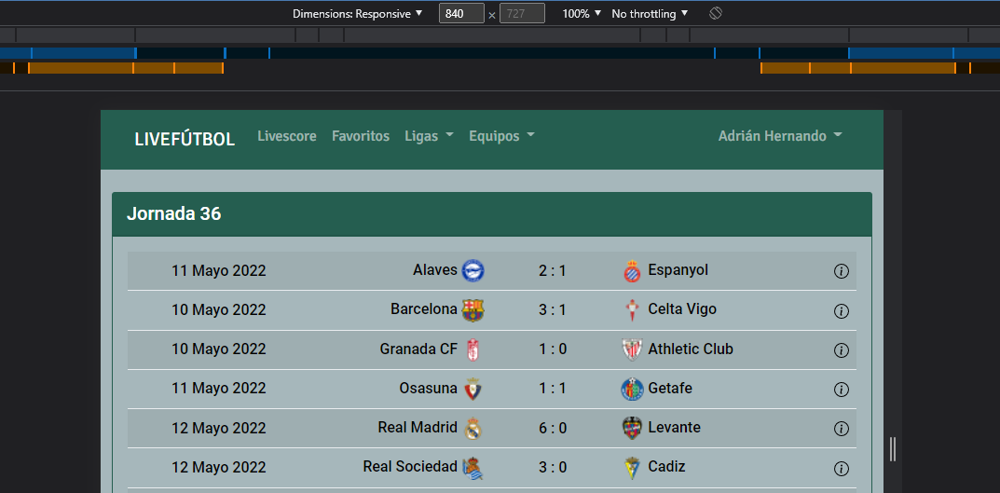 Dimensions: Responsive ▼ 840 × 727 100% ▼ No throttling ▼
LIVEFÚTBOL Livescore Favoritos Ligas Equipos Adrián Hernando
Jornada 36
11 Mayo 2022 Alaves 2 : 1 Espanyol
10 Mayo 2022 Barcelona 3 : 1 Celta Vigo
10 Mayo 2022 Granada CF 1 : 0 Athletic Club
11 Mayo 2022 Osasuna 1 : 1 Getafe
12 Mayo 2022 Real Madrid 6 : 0 Levante
12 Mayo 2022 Real Sociedad 3 : 0 Cadiz